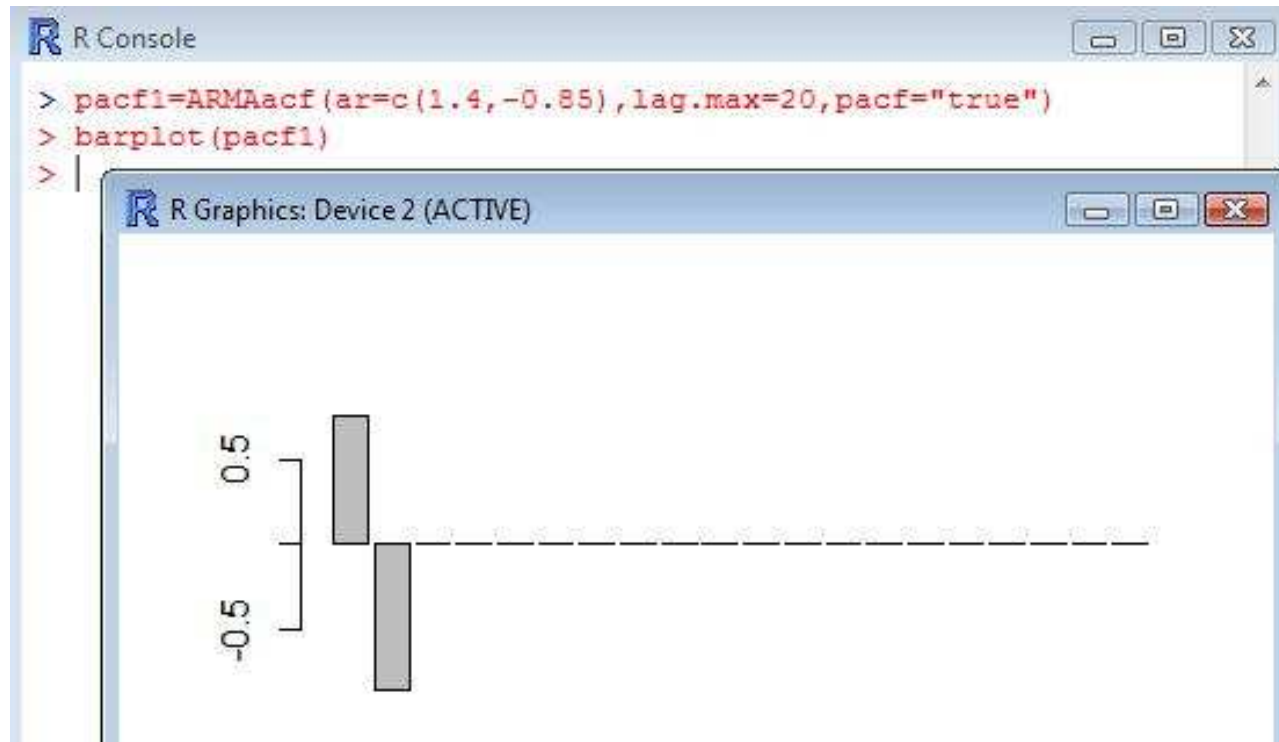 R R Console
> pacf1=ARMAacf(ar=c(1.4,-0.85),lag.max=20,pacf="true")
> barplot(pacf1)
>
R R Graphics: Device 2 (ACTIVE)
0.5
-0.5